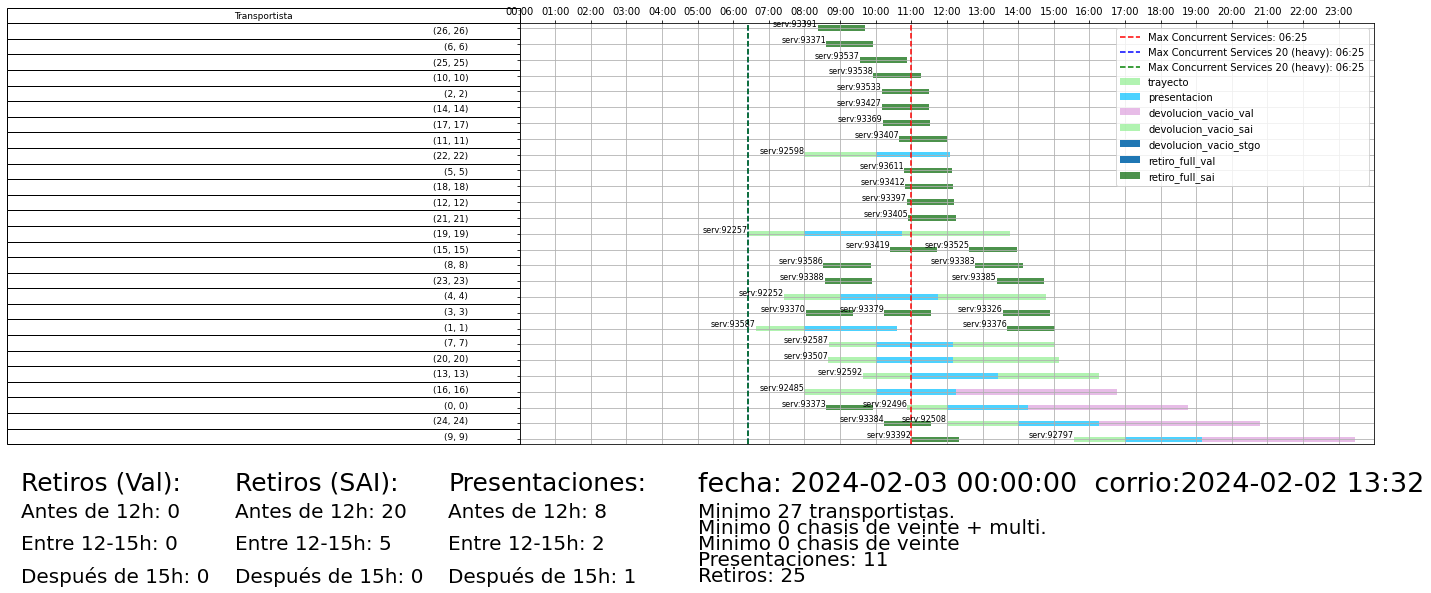 Transportista
00:00 01:00 02:00 03:00 04:00 05:00 06:00 07:00 08:00 09:00 10:00 11:00 12:00 13:00 14:00 15:00 16:00 17:00 18:00 19:00 20:00 21:00 22:00 23:00
(26, 26) serv:93391
(6, 6) serv:93371
(25, 25) serv:93537
(10, 10) serv:93538
(2, 2) serv:93533
(14, 14) serv:93427
(17, 17) serv:93369
(11, 11) serv:93407
(22, 22) serv:92598
(5, 5) serv:93611
(18, 18) serv:93412
(12, 12) serv:93397
(21, 21) serv:93405
(19, 19) serv:92257
(15, 15) serv:93419 serv:93525
(8, 8) serv:93586 serv:93383
(23, 23) serv:93388 serv:93385
(4, 4) serv:92252
(3, 3) serv:93370 serv:93379 serv:93326
(1, 1) serv:93587 serv:93376
(7, 7) serv:92587
(20, 20) serv:93507
(13, 13) serv:92592
(16, 16) serv:92485
(0, 0) serv:93373 serv:92496
(24, 24) serv:93384 serv:92508
(9, 9) serv:93392 serv:92797
Max Concurrent Services: 06:25
Max Concurrent Services 20 (heavy): 06:25
Max Concurrent Services 20 (heavy): 06:25
trayecto
presentacion
devolucion_vacio_val
devolucion_vacio_sai
devolucion_vacio_stgo
retiro_full_val
retiro_full_sai
Retiros (Val):
Antes de 12h: 0
Entre 12-15h: 0
Después de 15h: 0
Retiros (SAI):
Antes de 12h: 20
Entre 12-15h: 5
Después de 15h: 0
Presentaciones:
Antes de 12h: 8
Entre 12-15h: 2
Después de 15h: 1
fecha: 2024-02-03 00:00:00 corrio:2024-02-02 13:32
Minimo 27 transportistas.
Minimo 0 chasis de veinte + multi.
Minimo 0 chasis de veinte
Presentaciones: 11
Retiros: 25